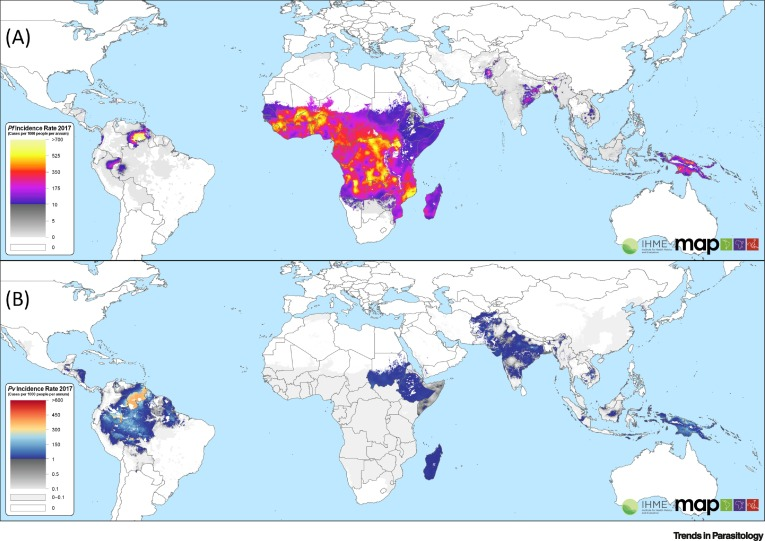 (A)
Pf Incidence Rate 2017
(Cases per 1000 people per annum)
>700
525
350
175
10
5
0
IHME
map
(B)
Pv Incidence Rate 2017
(Cases per 1000 people per annum)
>600
450
300
150
1
0.5
0.1
0–0.1
0
IHME
map
Trends in Parasitology